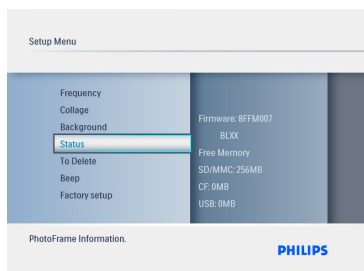 Setup Menu
Frequency
Collage
Background
Status
To Delete
Beep
Factory setup
Firmware: 8FFM007
BLXX
Free Memory
SD/MMC: 256MB
CF: 0MB
USB: 0MB
PhotoFrame Information.
PHILIPS